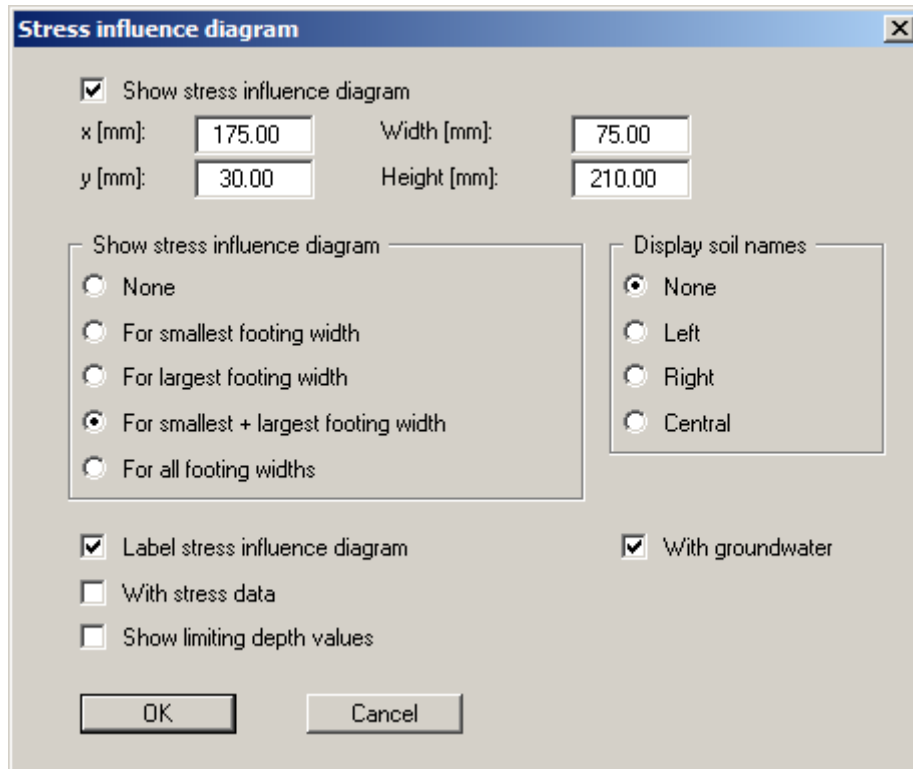 Stress influence diagram
Show stress influence diagram
x [mm]: 175.00 Width [mm]: 75.00
y [mm]: 30.00 Height [mm]: 210.00
Show stress influence diagram
None
For smallest footing width
For largest footing width
For smallest + largest footing width
For all footing widths
Display soil names
None
Left
Right
Central
Label stress influence diagram
With groundwater
With stress data
Show limiting depth values
OK
Cancel